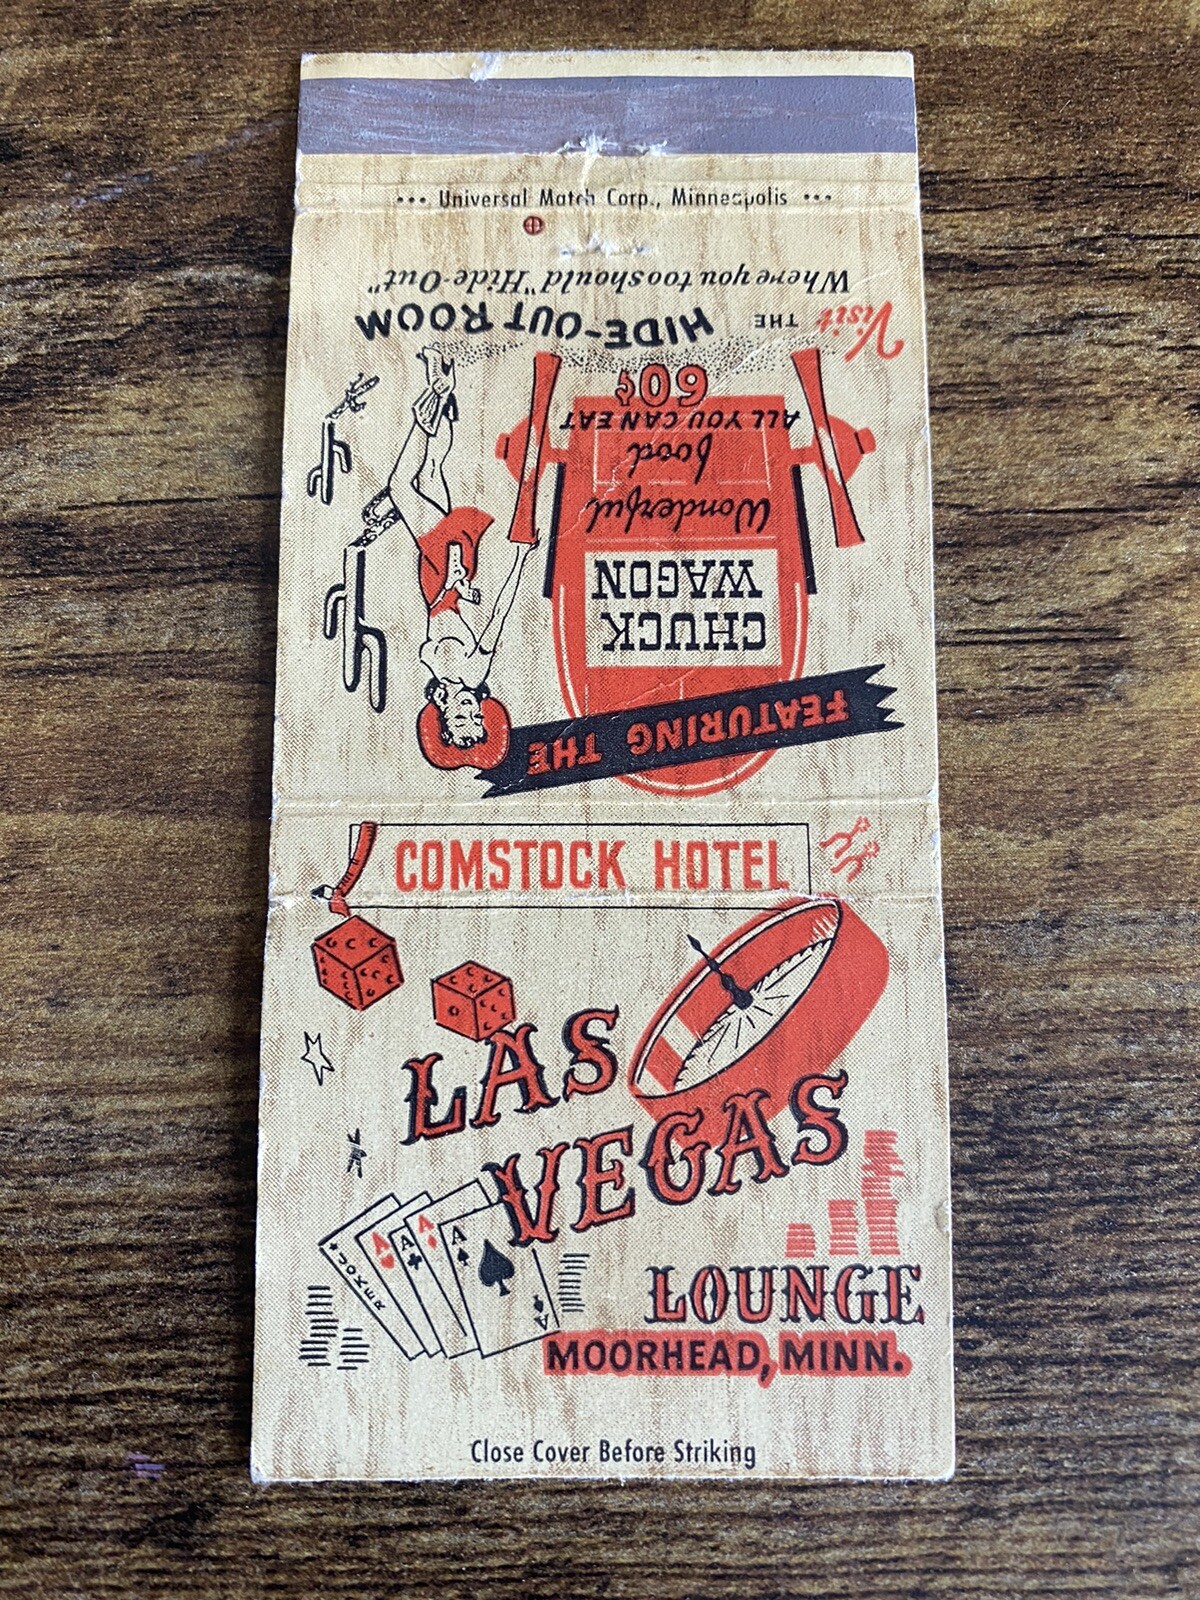 ••• Universal Match Corp., Minneapolis •••
Visit THE HIDE-OUT ROOM
Where you too should "Hide-Out"
FEATURING THE
CHUCK
WAGON
Wonderful
food
ALL YOU CAN EAT
60¢
COMSTOCK HOTEL
LAS
VEGAS
JOKER
A
A
A
A
A
LOUNGE
MOORHEAD, MINN.
Close Cover Before Striking